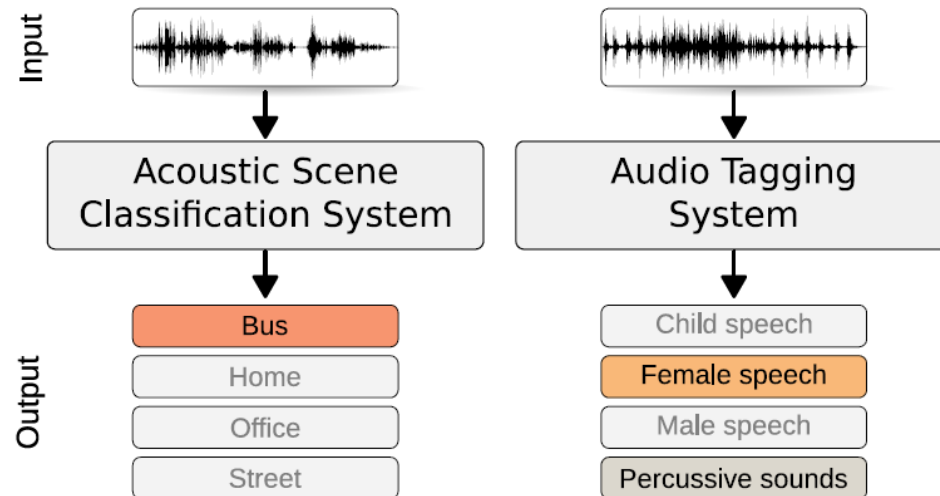 Input
Acoustic Scene
Classification System
Audio Tagging
System
Output
Bus
Home
Office
Street
Child speech
Female speech
Male speech
Percussive sounds